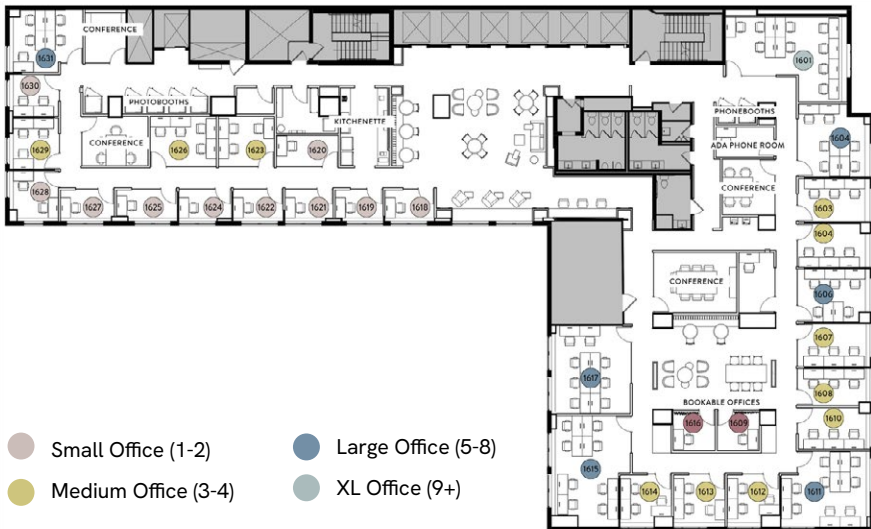 CONFERENCE
1631
1601
1630
PHOTOBOOTHS
PHONEBOOTHS
KITCHENETTE
1604
1629
CONFERENCE
1626
1623
1620
ADA PHONE ROOM
1628
CONFERENCE
1627
1625
1624
1622
1621
1619
1618
1603
1604
CONFERENCE
1606
1607
1617
1608
BOOKABLE OFFICES
1616
1609
1610
Small Office (1-2)
Large Office (5-8)
1615
Medium Office (3-4)
XL Office (9+)
1614
1613
1612
1611